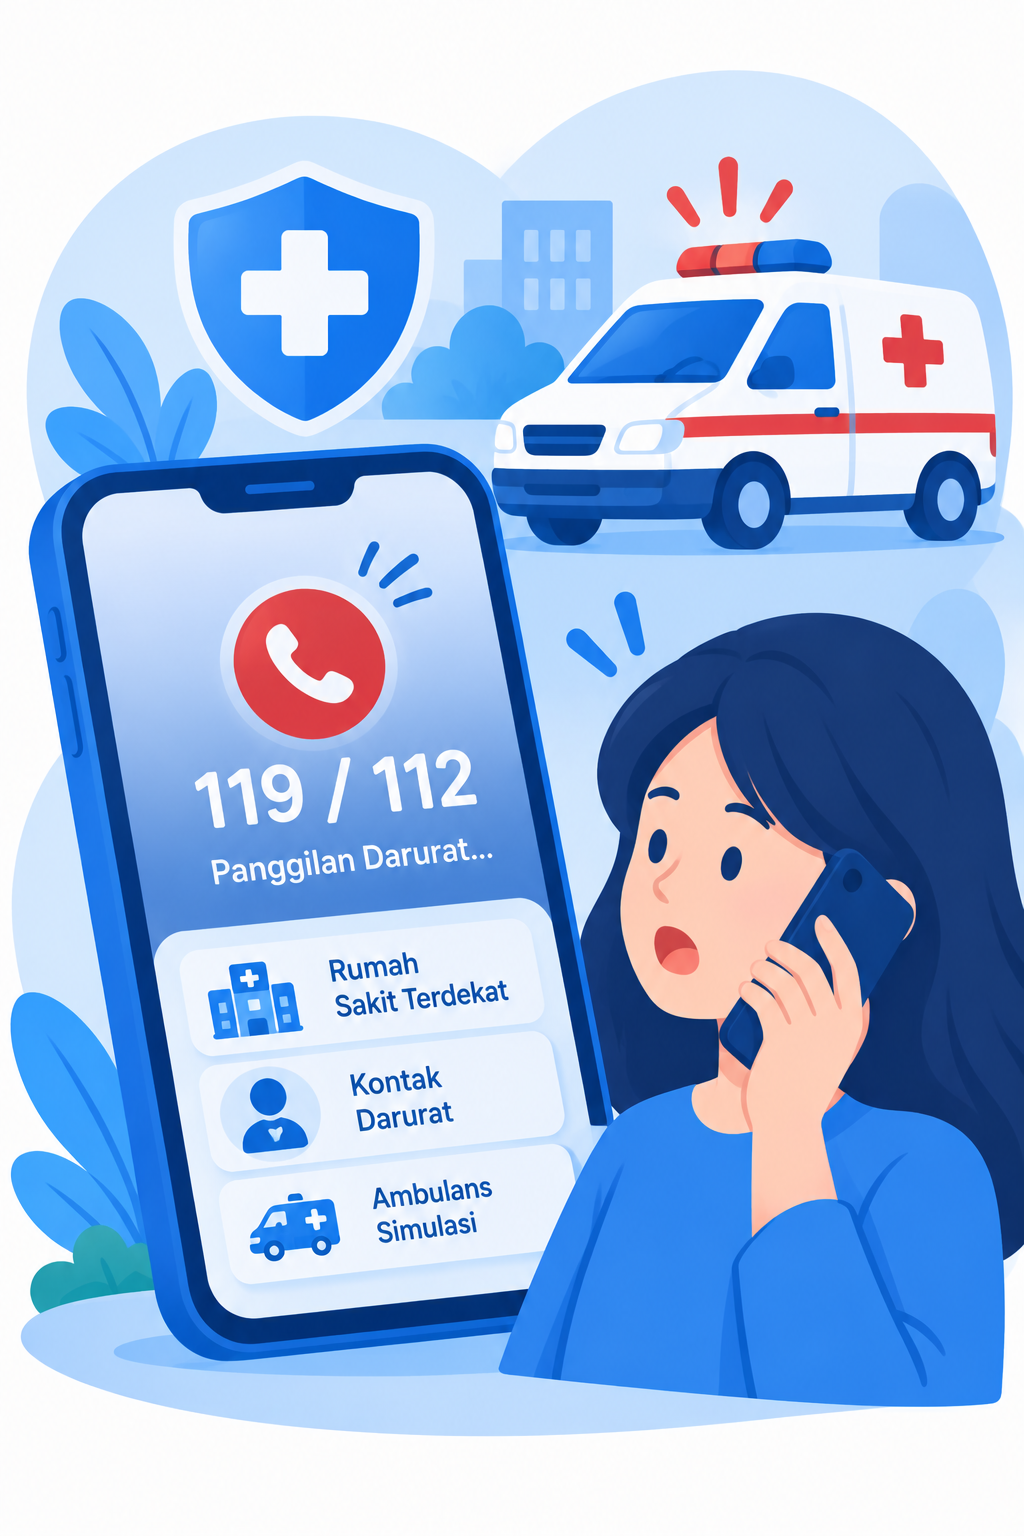 119 / 112
Panggilan Darurat...
Rumah
Sakit Terdekat
Kontak
Darurat
Ambulans
Simulasi